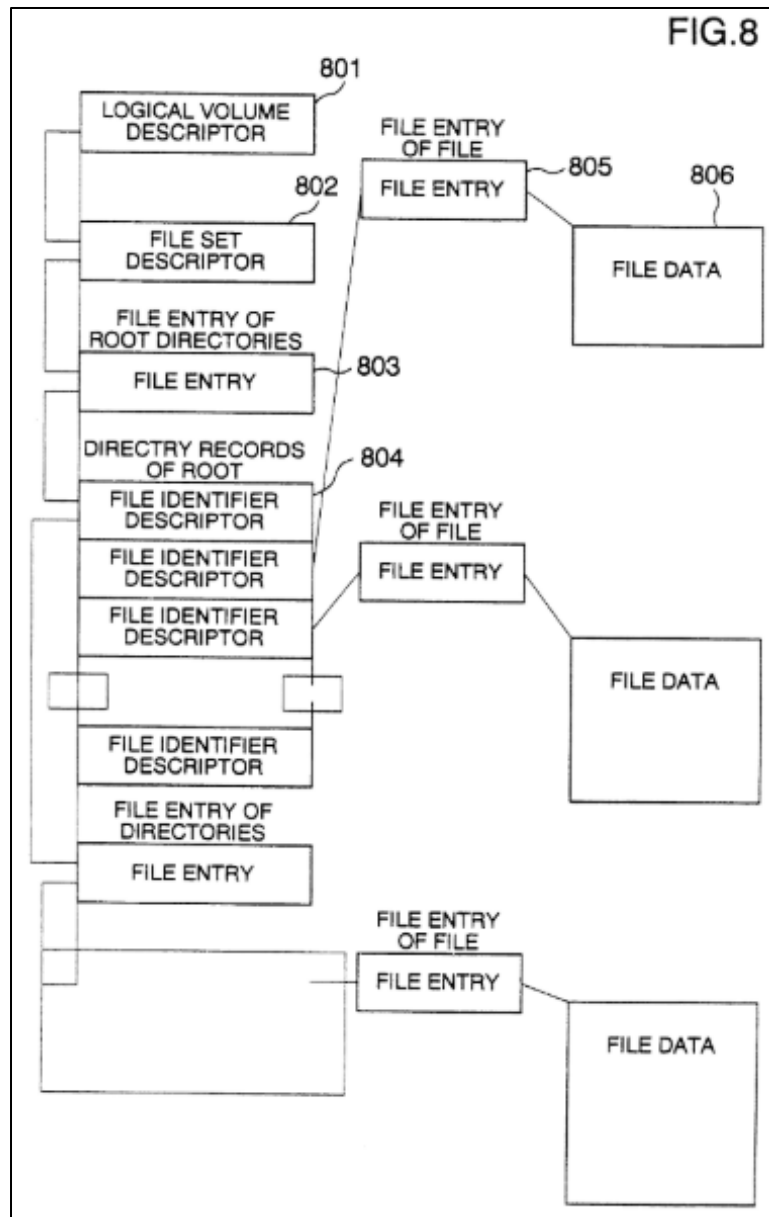 FIG.8
801
LOGICAL VOLUME
DESCRIPTOR
802
FILE SET
DESCRIPTOR
FILE ENTRY OF
ROOT DIRECTORIES
803
FILE ENTRY
DIRECTRY RECORDS
OF ROOT
804
FILE IDENTIFIER
DESCRIPTOR
FILE IDENTIFIER
DESCRIPTOR
FILE IDENTIFIER
DESCRIPTOR
FILE IDENTIFIER
DESCRIPTOR
FILE ENTRY OF
DIRECTORIES
FILE ENTRY
FILE ENTRY
OF FILE
805
FILE ENTRY
806
FILE DATA
FILE ENTRY
OF FILE
FILE ENTRY
FILE DATA
FILE ENTRY
OF FILE
FILE ENTRY
FILE DATA